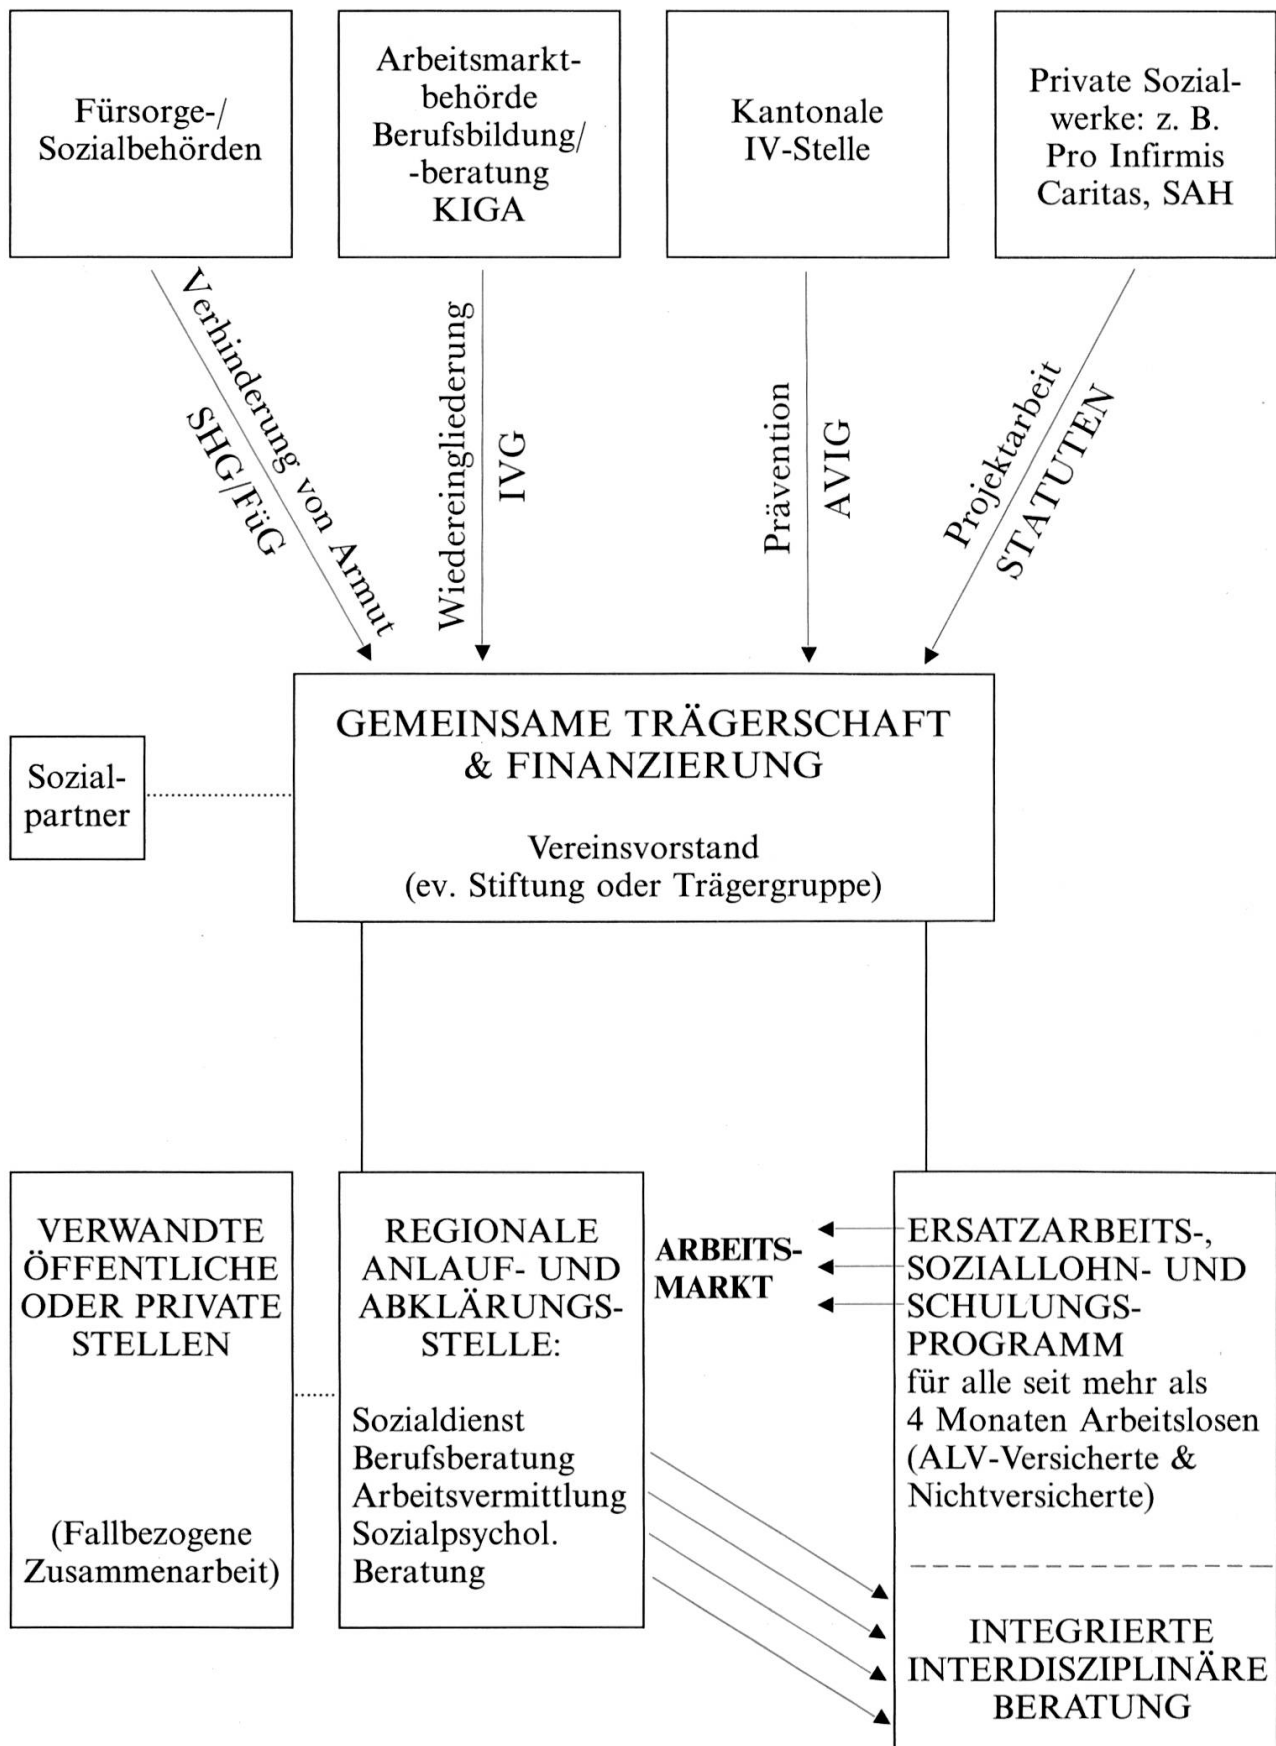 Fürsorge-/
Sozialbehörden
Arbeitsmarkt-
behörde
Berufsbildung/
-beratung
KIGA
Kantonale
IV-Stelle
Private Sozial-
werke: z. B.
Pro Infirmis
Caritas, SAH
Verhinderung von Armut
SHG/FüG
Wiedereingliederung
IVG
Prävention
AVIG
Projektarbeit
STATUTEN
GEMEINSAME TRÄGERSCHAFT
& FINANZIERUNG
Vereinsvorstand
(ev. Stiftung oder Trägergruppe)
Sozial-
partner
VERWANDTE
ÖFFENTLICHE
ODER PRIVATE
STELLEN
(Fallbezogene
Zusammenarbeit)
REGIONALE
ANLAUF- UND
ABKLÄRUNGS-
STELLE:
Sozialdienst
Berufsberatung
Arbeitsvermittlung
Sozialpsychol.
Beratung
ARBEITS-
MARKT
ERSATZARBEITS-,
SOZIALLOHN- UND
SCHULUNGS-
PROGRAMM
für alle seit mehr als
4 Monaten Arbeitslosen
(ALV-Versicherte &
Nichtversicherte)
INTEGRIERTE
INTERDISZIPLINÄRE
BERATUNG